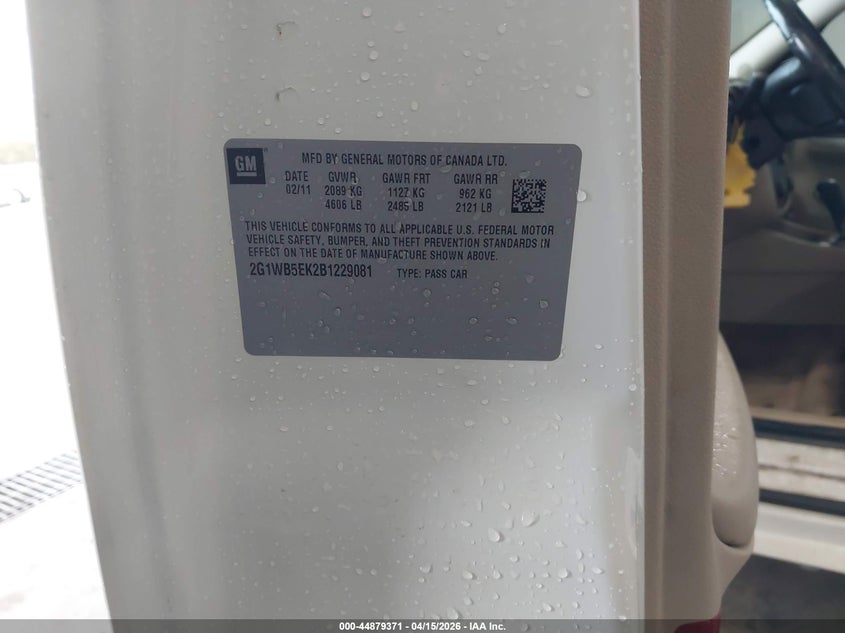 GM
MFD BY GENERAL MOTORS OF CANADA LTD.
DATE GVWR GAWR FRT GAWR RR
02/11 2089 KG 1127 KG 962 KG
4606 LB 2485 LB 2121 LB
THIS VEHICLE CONFORMS TO ALL APPLICABLE U.S. FEDERAL MOTOR
VEHICLE SAFETY, BUMPER, AND THEFT PREVENTION STANDARDS IN
EFFECT ON THE DATE OF MANUFACTURE SHOWN ABOVE.
2G1WB5EK2B1229081 TYPE: PASS CAR
000-44879371 - 04/15/2026 - IAA Inc.